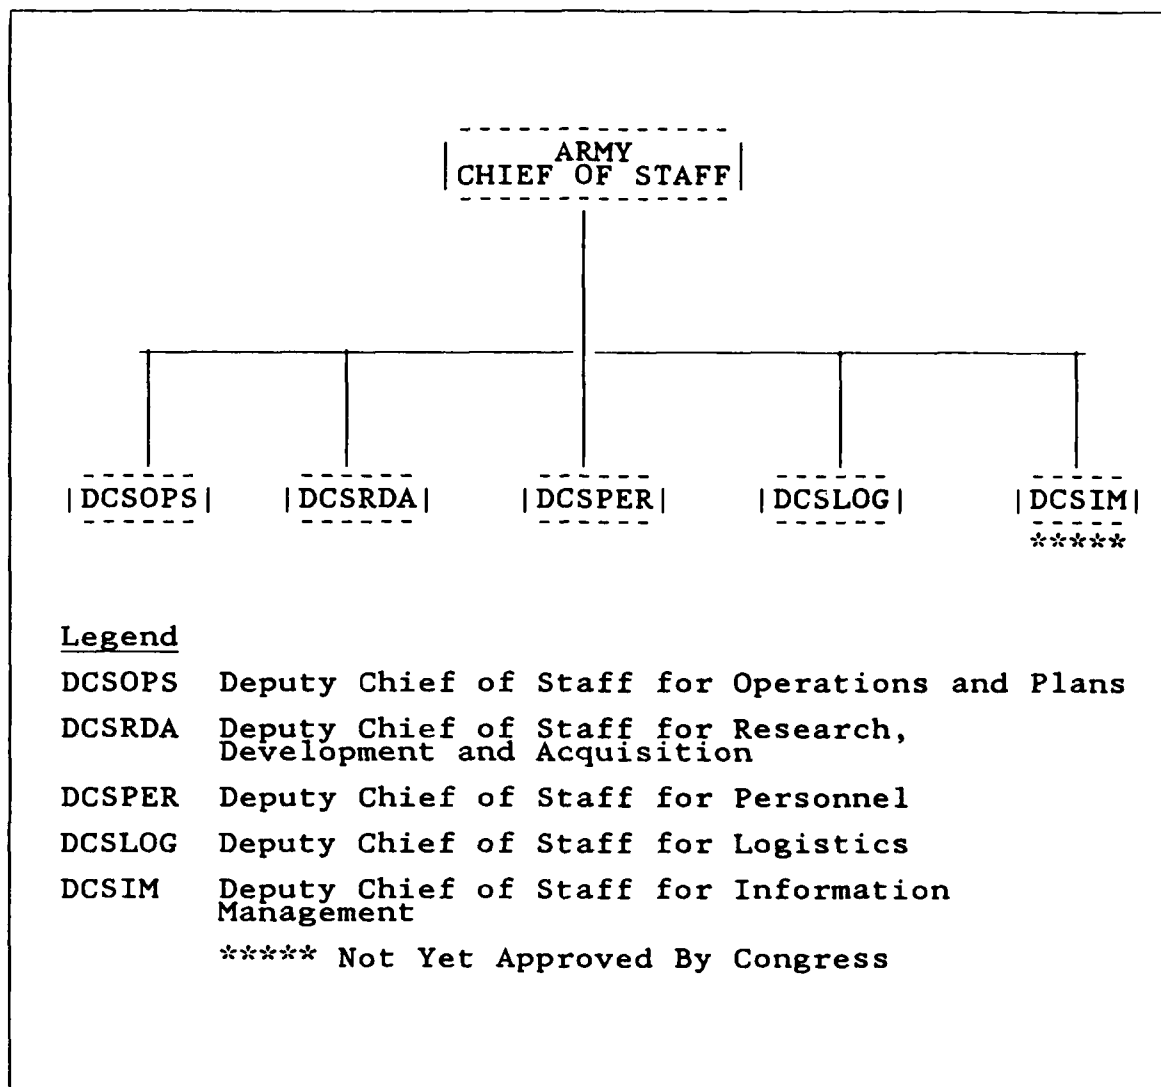 ARMY
CHIEF OF STAFF
|DCSOPS| |DCSRDA| |DCSPER| |DCSLOG| |DCSIM|
*****
Legend
DCSOPS Deputy Chief of Staff for Operations and Plans
DCSRDA Deputy Chief of Staff for Research,
Development and Acquisition
DCSPER Deputy Chief of Staff for Personnel
DCSLOG Deputy Chief of Staff for Logistics
DCSIM Deputy Chief of Staff for Information
Management
***** Not Yet Approved By Congress